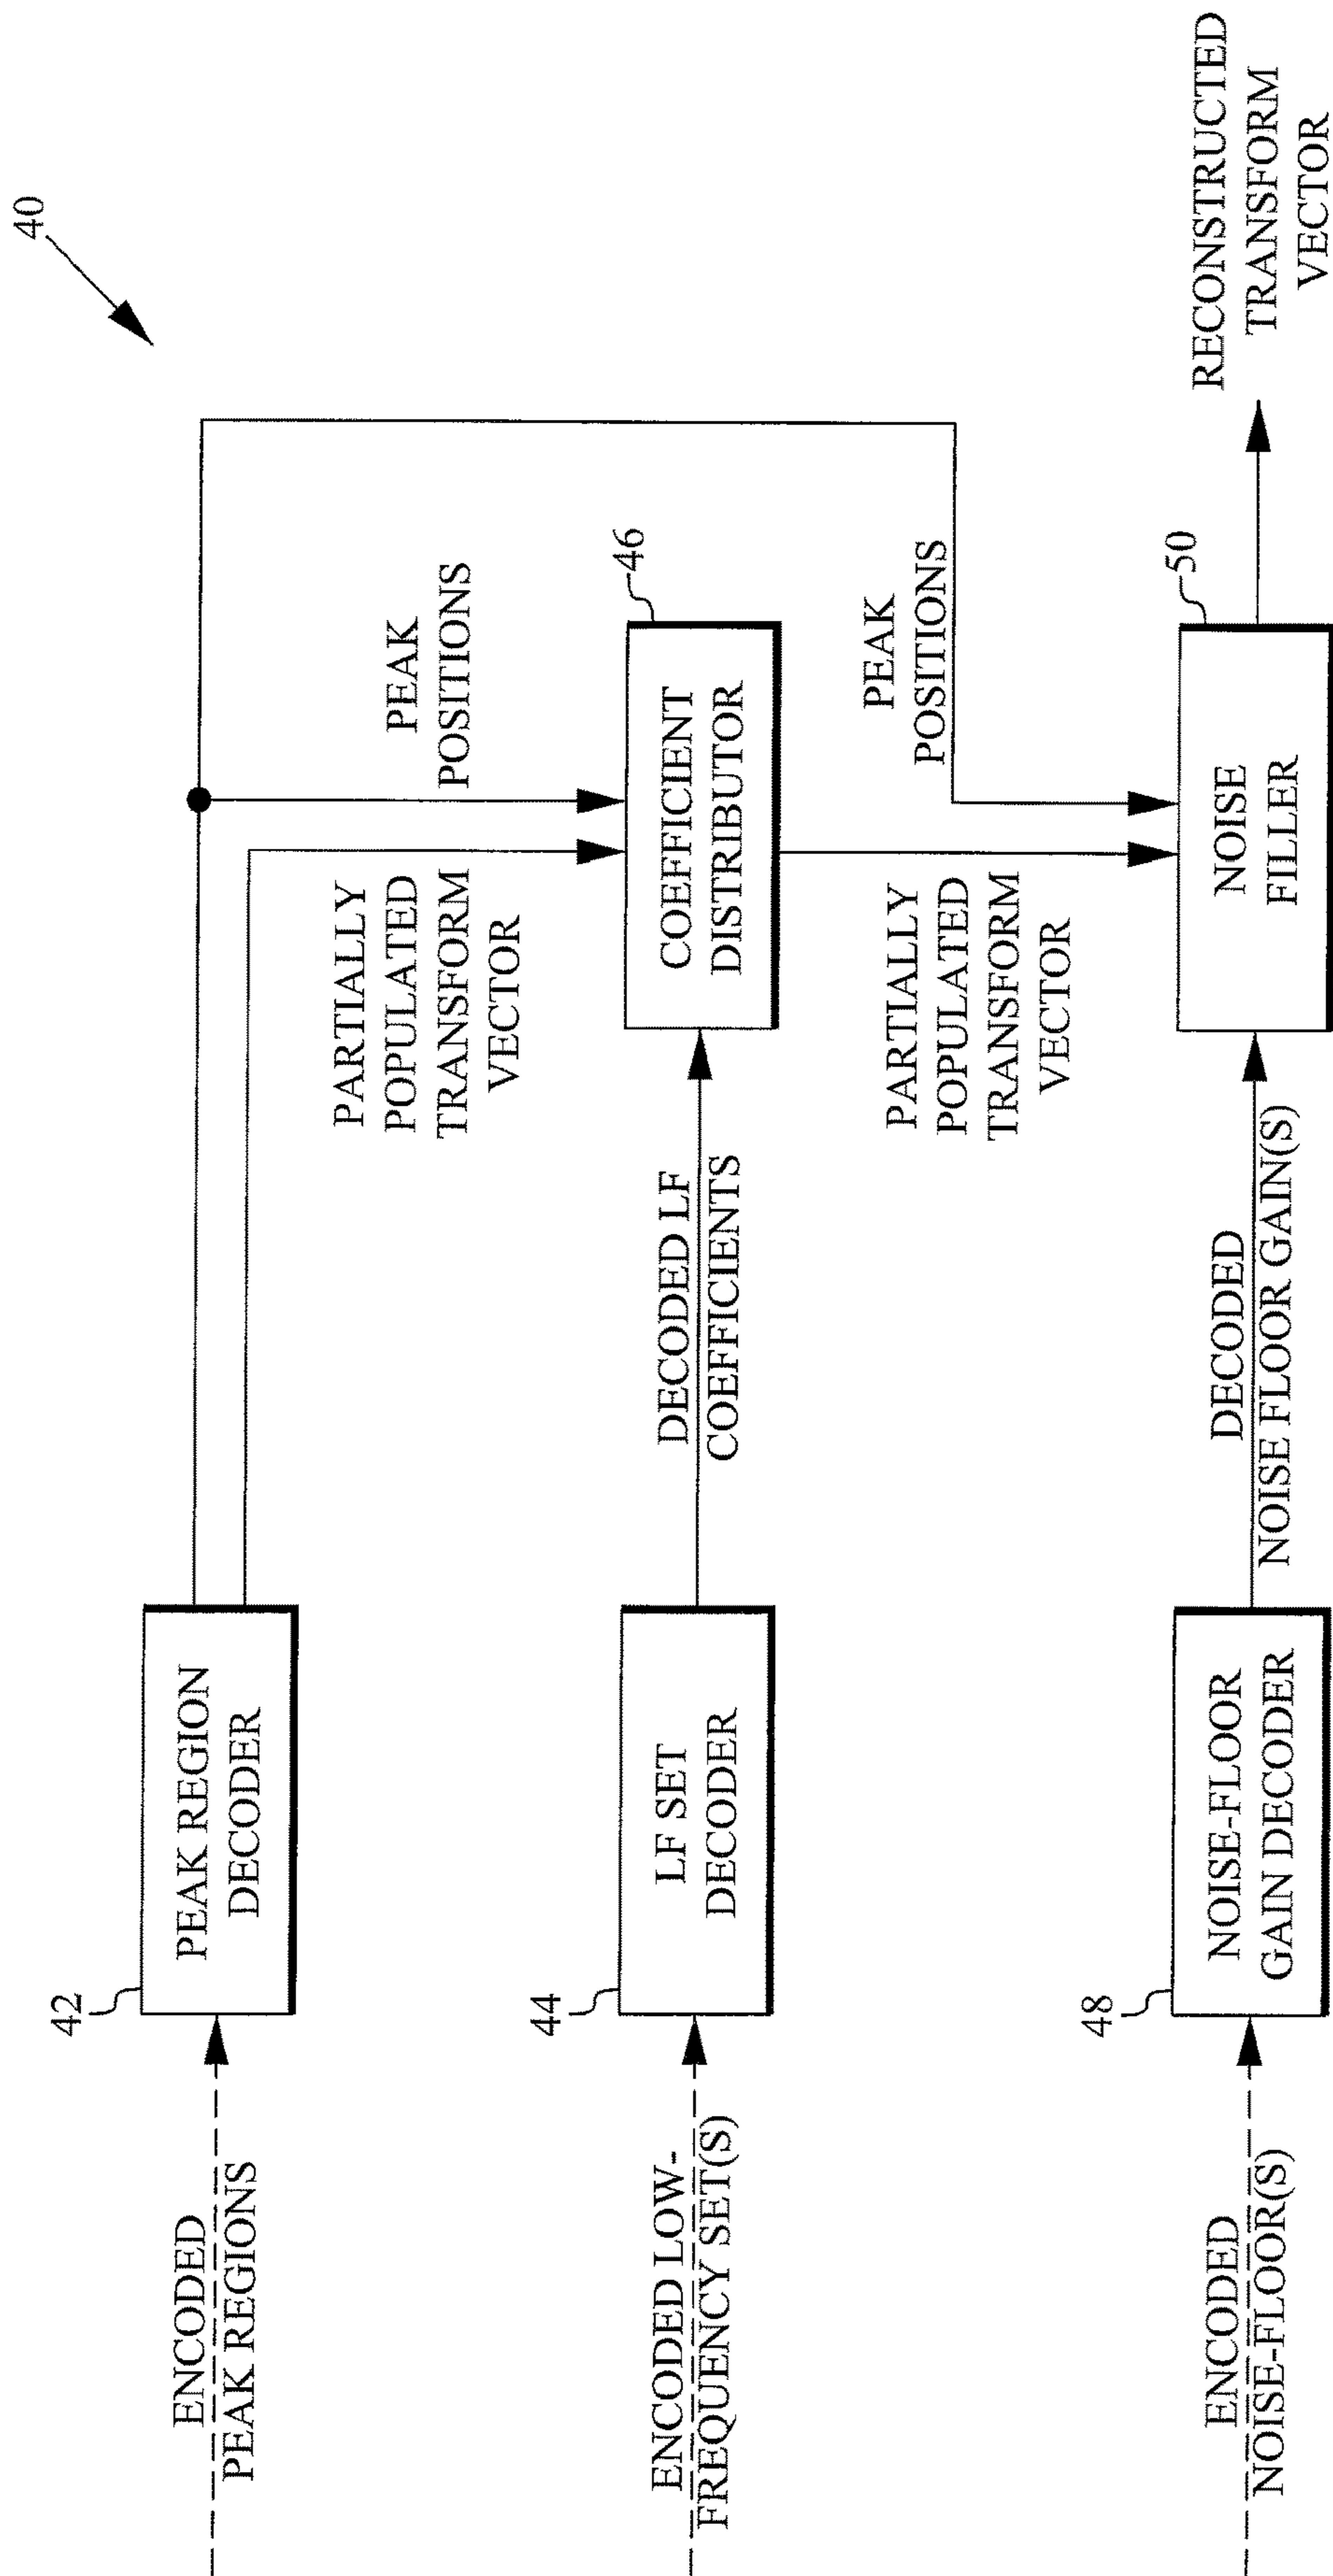 40
ENCODED
PEAK REGIONS
42
PEAK REGION
DECODER
PARTIALLY
POPULATED
TRANSFORM
VECTOR
PEAK
POSITIONS
ENCODED LOW-
FREQUENCY SET(S)
44
LF SET
DECODER
DECODED LF
COEFFICIENTS
46
COEFFICIENT
DISTRIBUTOR
PARTIALLY
POPULATED
TRANSFORM
VECTOR
PEAK
POSITIONS
ENCODED
NOISE-FLOOR(S)
48
NOISE-FLOOR
GAIN DECODER
DECODED
NOISE FLOOR GAIN(S)
50
NOISE
FILLER
RECONSTRUCTED
TRANSFORM
VECTOR